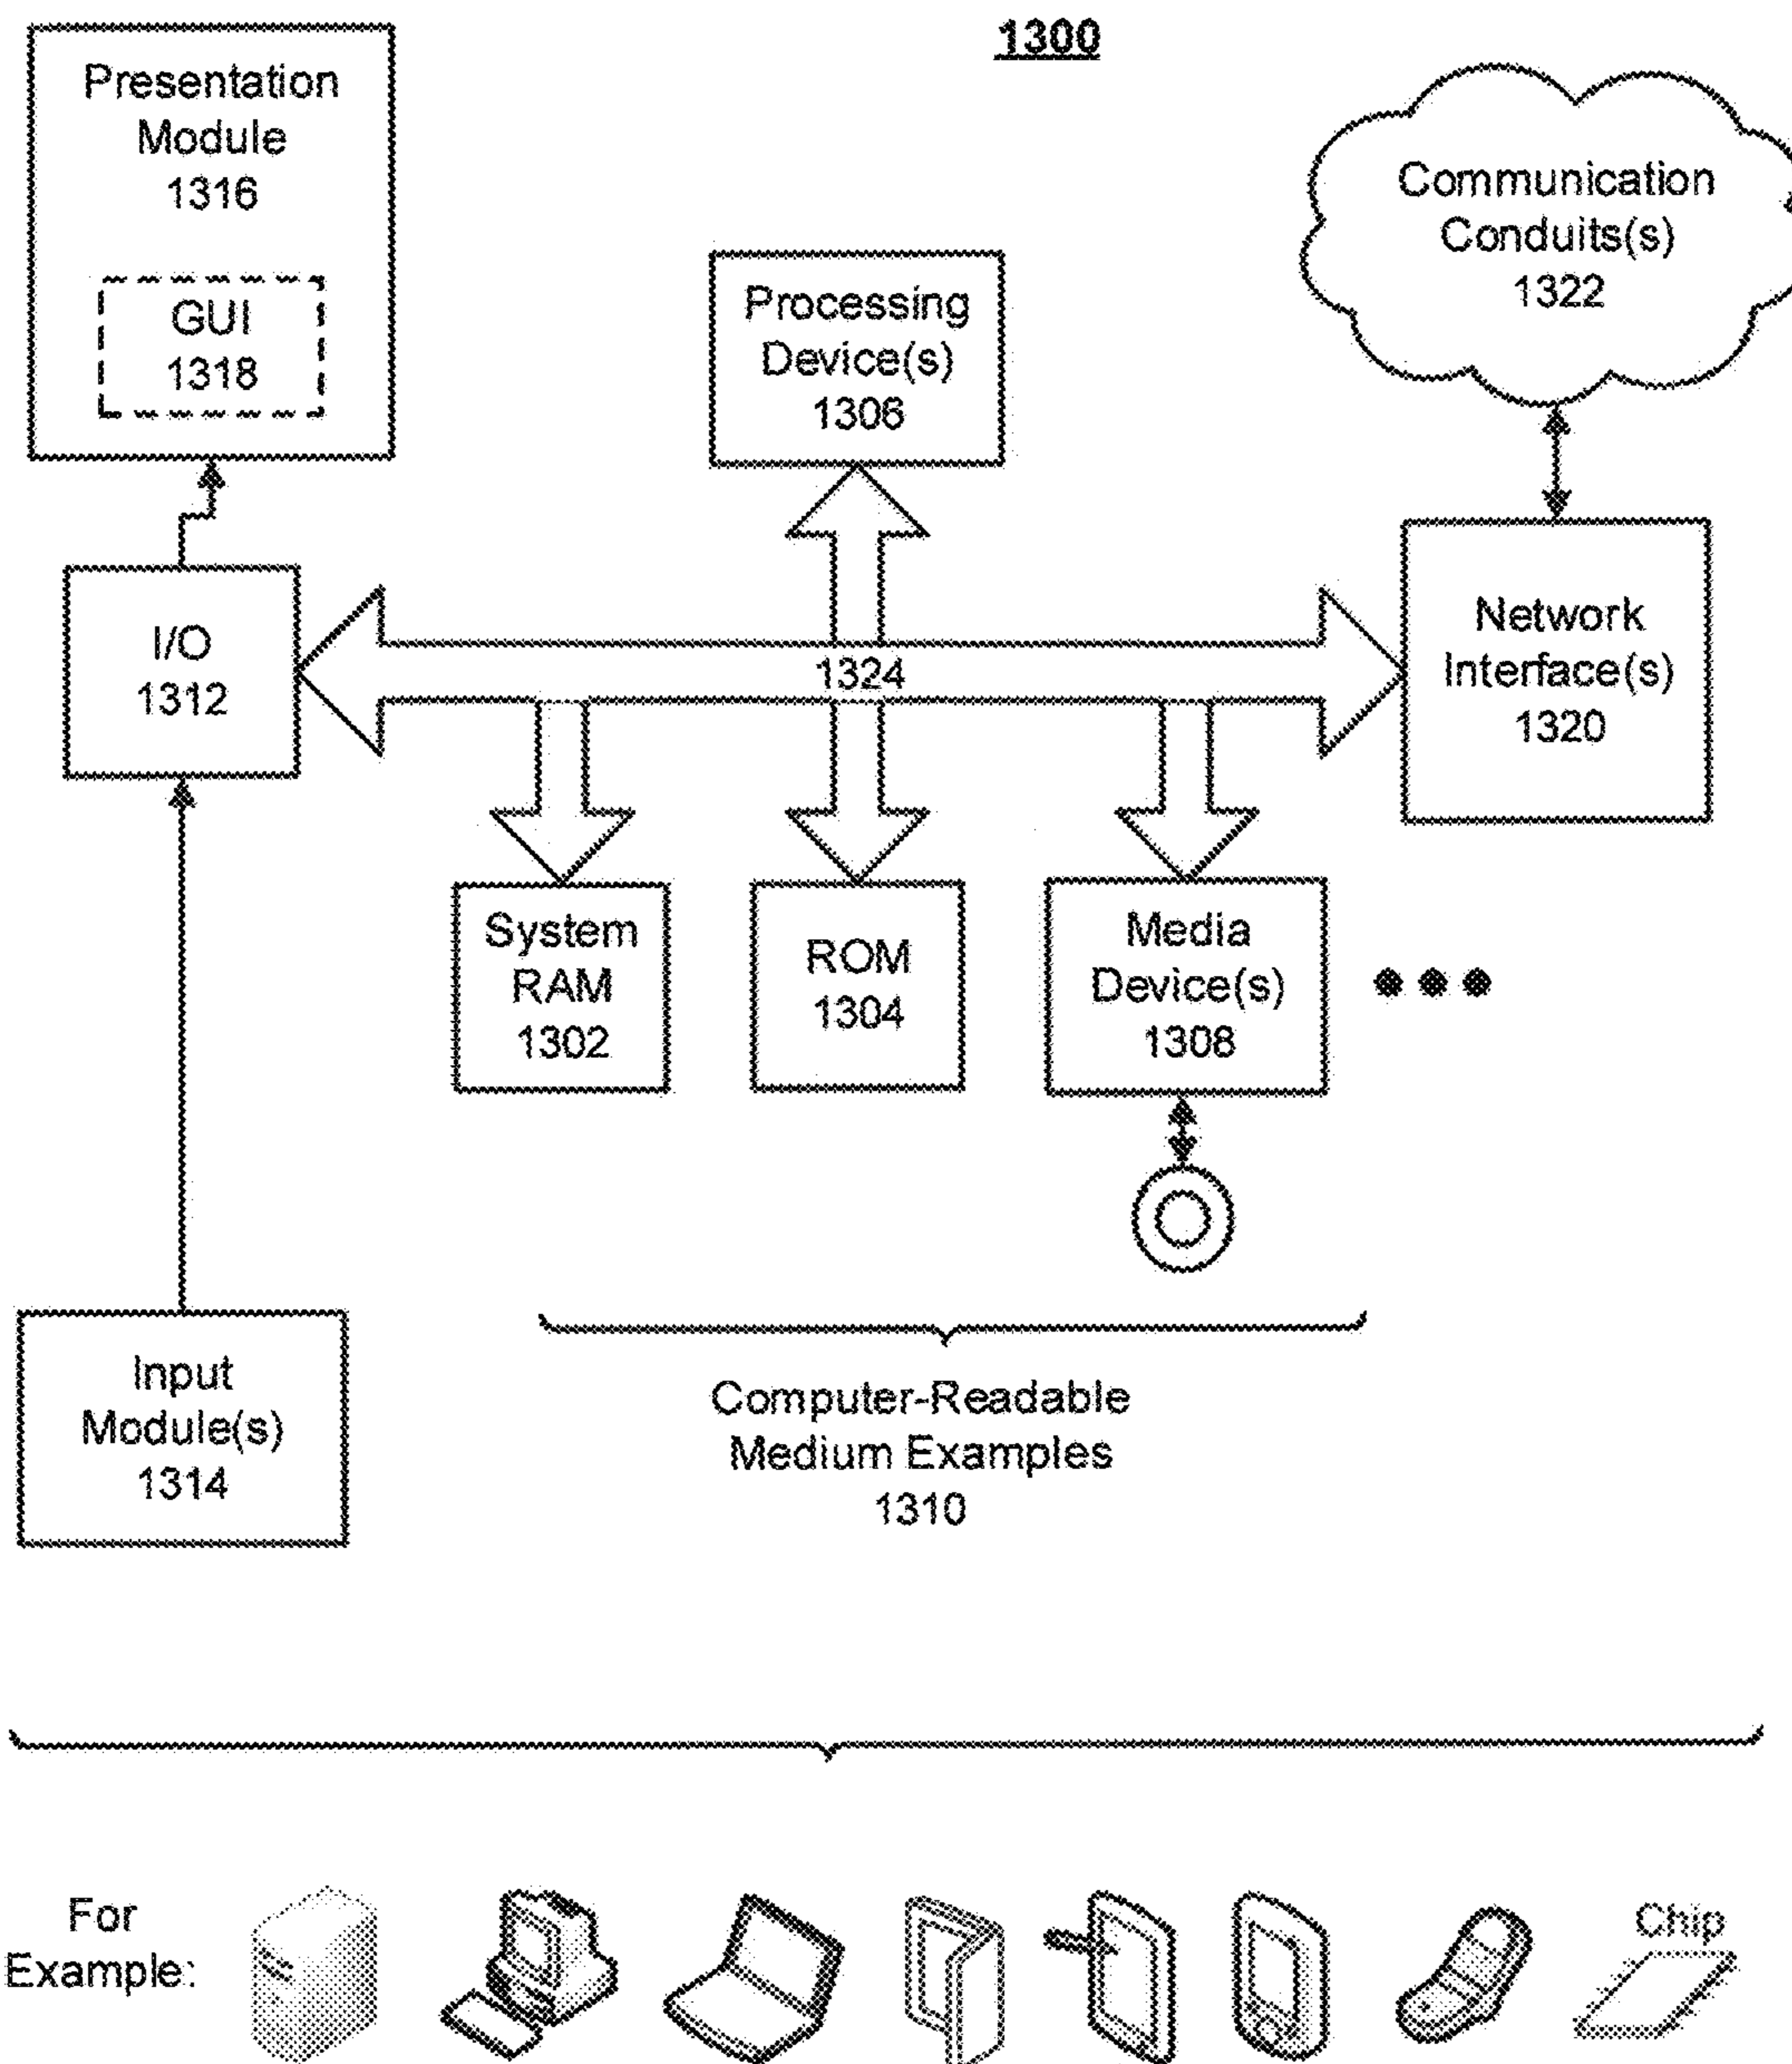 1300
Presentation
Module
1316
GUI
1318
Communication
Conduits(s)
1322
Processing
Device(s)
1306
I/O
1312
1324
Network
Interface(s)
1320
System
RAM
1302
ROM
1304
Media
Device(s)
1308
Input
Module(s)
1314
Computer-Readable
Medium Examples
1310
For
Example:
Chip